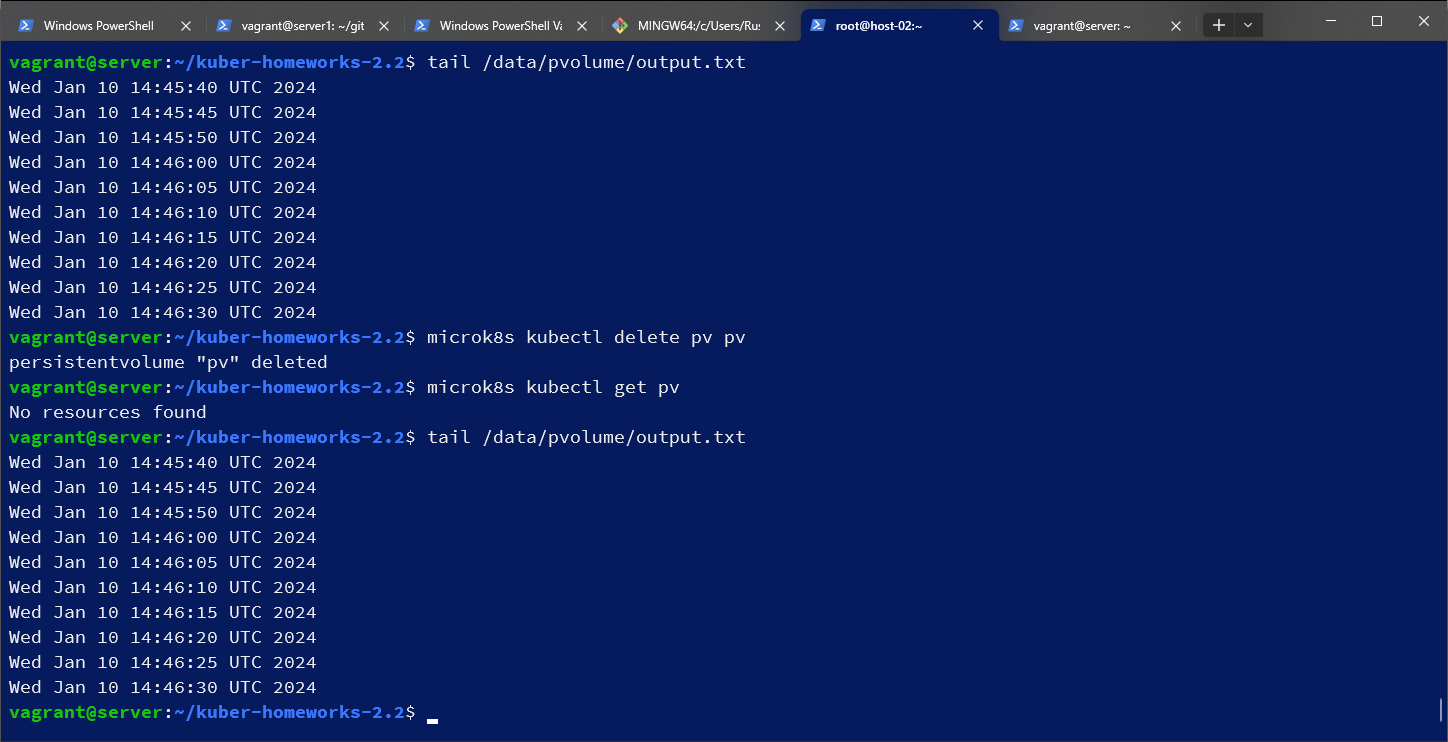 Windows PowerShell
vagrant@server1: ~/git
Windows PowerShell Va
MINGW64:/c/Users/Rus
root@host-02:~
vagrant@server: ~
vagrant@server:~/kuber-homeworks-2.2$ tail /data/pvolume/output.txt
Wed Jan 10 14:45:40 UTC 2024
Wed Jan 10 14:45:45 UTC 2024
Wed Jan 10 14:45:50 UTC 2024
Wed Jan 10 14:46:00 UTC 2024
Wed Jan 10 14:46:05 UTC 2024
Wed Jan 10 14:46:10 UTC 2024
Wed Jan 10 14:46:15 UTC 2024
Wed Jan 10 14:46:20 UTC 2024
Wed Jan 10 14:46:25 UTC 2024
Wed Jan 10 14:46:30 UTC 2024
vagrant@server:~/kuber-homeworks-2.2$ microk8s kubectl delete pv pv
persistentvolume "pv" deleted
vagrant@server:~/kuber-homeworks-2.2$ microk8s kubectl get pv
No resources found
vagrant@server:~/kuber-homeworks-2.2$ tail /data/pvolume/output.txt
Wed Jan 10 14:45:40 UTC 2024
Wed Jan 10 14:45:45 UTC 2024
Wed Jan 10 14:45:50 UTC 2024
Wed Jan 10 14:46:00 UTC 2024
Wed Jan 10 14:46:05 UTC 2024
Wed Jan 10 14:46:10 UTC 2024
Wed Jan 10 14:46:15 UTC 2024
Wed Jan 10 14:46:20 UTC 2024
Wed Jan 10 14:46:25 UTC 2024
Wed Jan 10 14:46:30 UTC 2024
vagrant@server:~/kuber-homeworks-2.2$